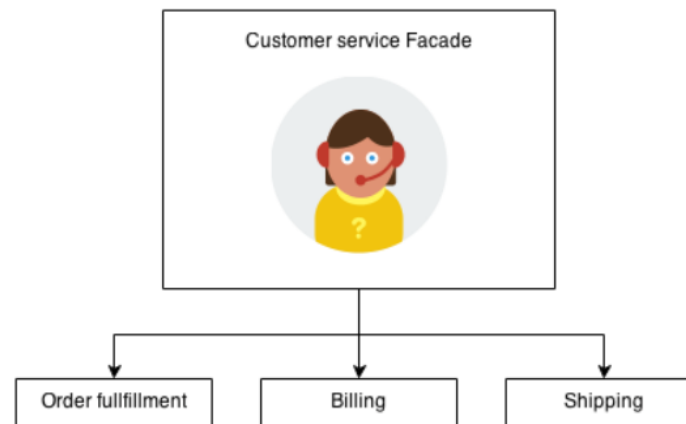 Customer service Facade
?
Order fullfillment
Billing
Shipping